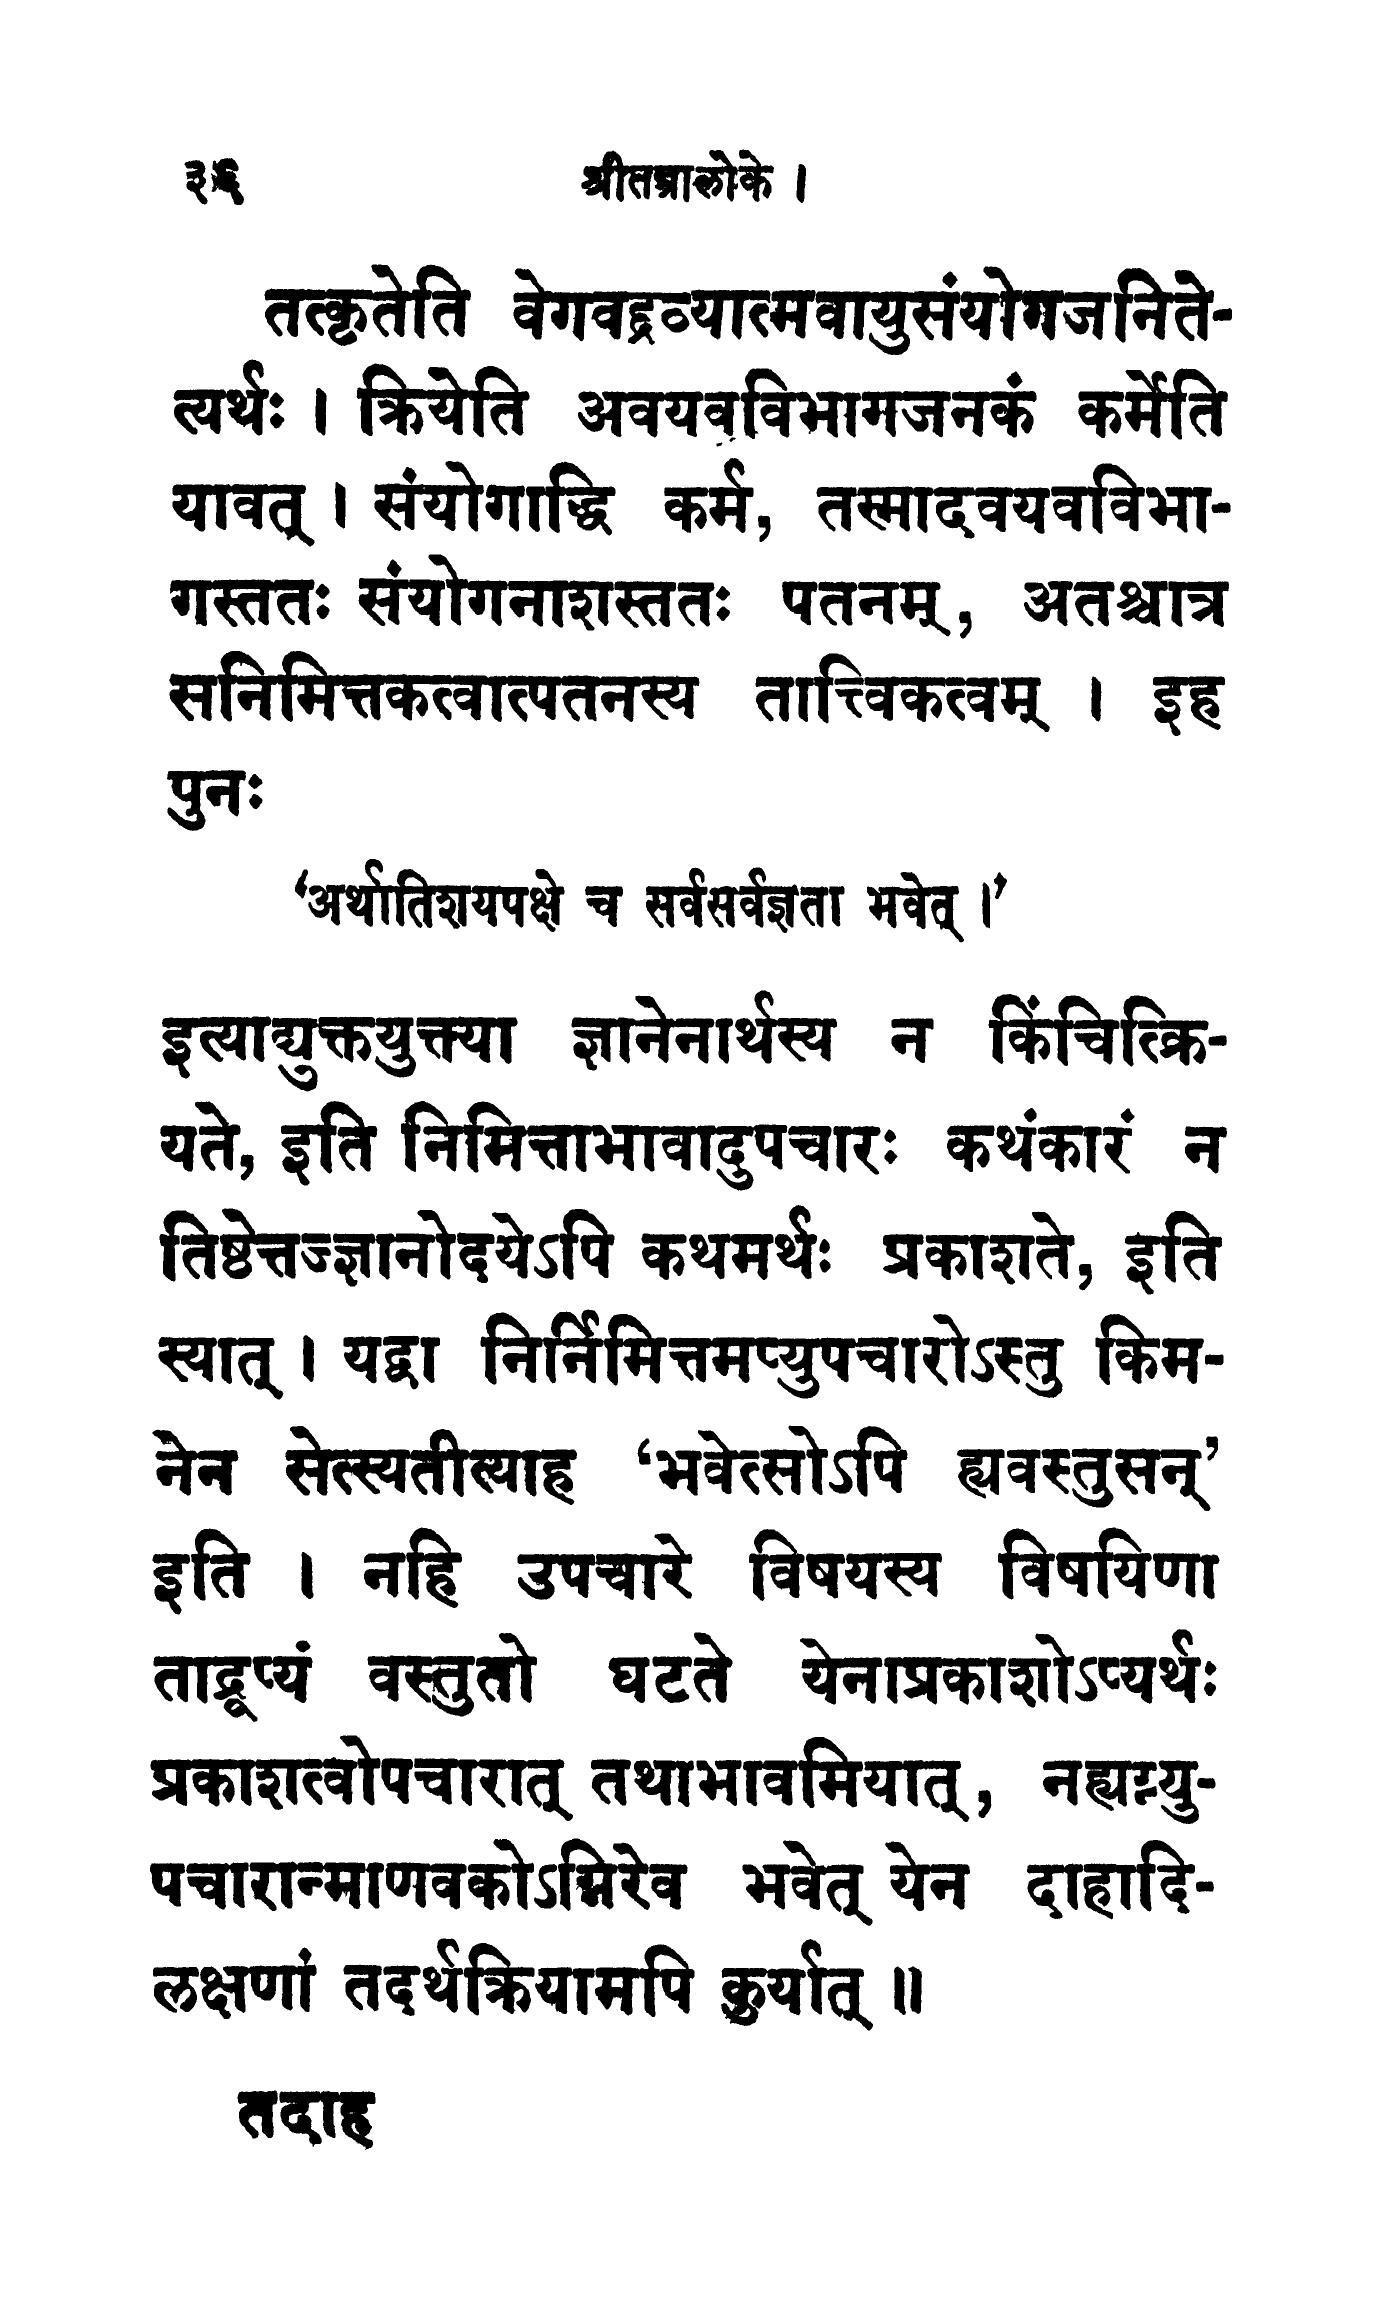 ३६ श्रीतन्त्रालोके ।
तत्कृतेति वेगवद्द्रव्यात्मवायुसंयोगजनिते-
त्यर्थः । क्रियेति अवयवविभागजनकं कर्मेति
यावत् । संयोगाद्धि कर्म, तस्मादवयवविभा-
गस्ततः संयोगनाशस्ततः पतनम्, अतश्चात्र
सनिमित्तकत्वात्पतनस्य तात्त्विकत्वम् । इह
पुनः
‘अर्थातिशयपक्षे च सर्वसर्वज्ञता भवेत् ।’
इत्याद्युक्तयुक्त्या ज्ञानेनार्थस्य न किंचित्क्रि-
यते, इति निमित्ताभावादुपचारः कथंकारं न
तिष्ठेत्तज्ज्ञानोदयेऽपि कथमर्थः प्रकाशते, इति
स्यात् । यद्वा निर्निमित्तमप्युपचारोऽस्तु किम-
नेन सेत्स्यतीत्याह ‘भवेत्सोऽपि ह्यवस्तुसन्’
इति । नहि उपचारे विषयस्य विषयिणा
ताद्रूप्यं वस्तुतो घटते येनाप्रकाशोऽप्यर्थः
प्रकाशत्वोपचारात् तथाभावमियात्, नह्यग्न्यु-
पचारान्माणवकोऽग्निरेव भवेत् येन दाहादि-
लक्षणां तदर्थक्रियामपि कुर्यात् ॥
तदाह